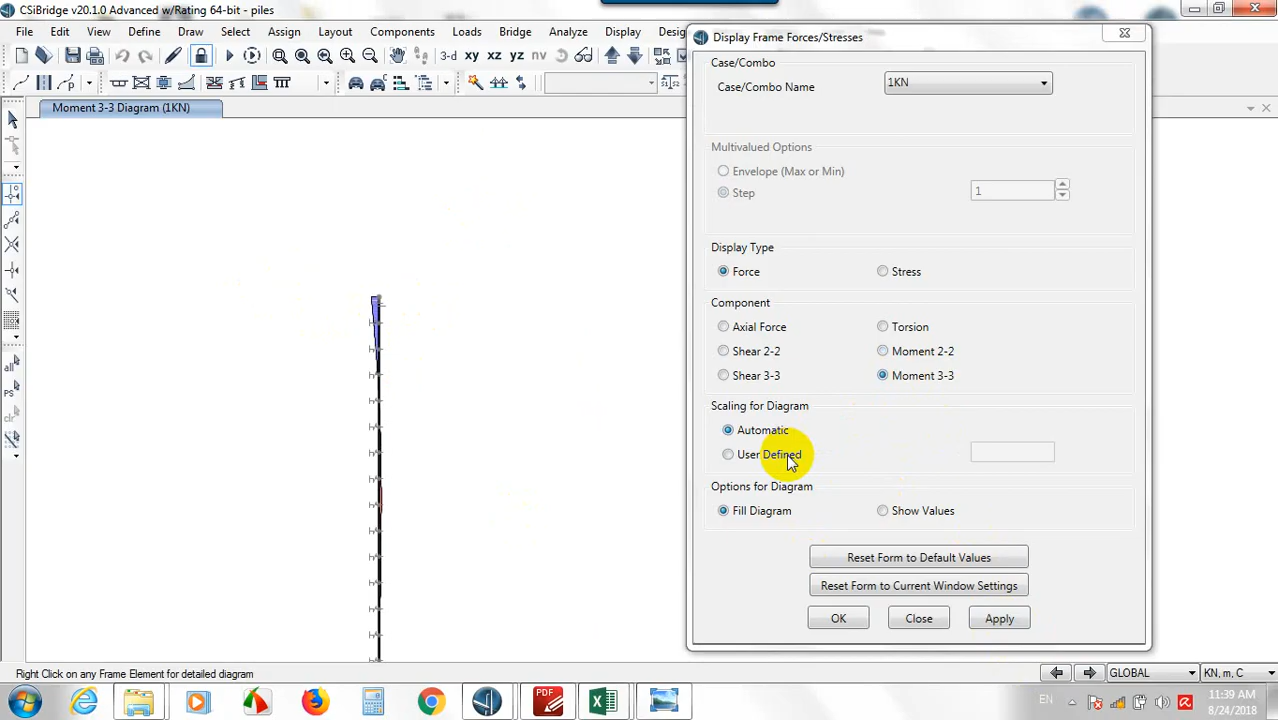 CSiBridge v20.1.0 Advanced w/Rating 64-bit - piles
File Edit View Define Draw Select Assign Layout Components Loads Bridge Analyze Display
3-d xy xz yz nv
Moment 3-3 Diagram (1KN)
all
PS
clr
Display Frame Forces/Stresses
Case/Combo
Case/Combo Name 1KN
Multivalued Options
Envelope (Max or Min)
Step 1
Display Type
Force Stress
Component
Axial Force Torsion
Shear 2-2 Moment 2-2
Shear 3-3 Moment 3-3
Scaling for Diagram
Automatic
User Defined
Options for Diagram
Fill Diagram Show Values
Reset Form to Default Values
Reset Form to Current Window Settings
OK Close Apply
Right Click on any Frame Element for detailed diagram GLOBAL KN, m, C
PDF EN 11:39 AM
8/24/2018